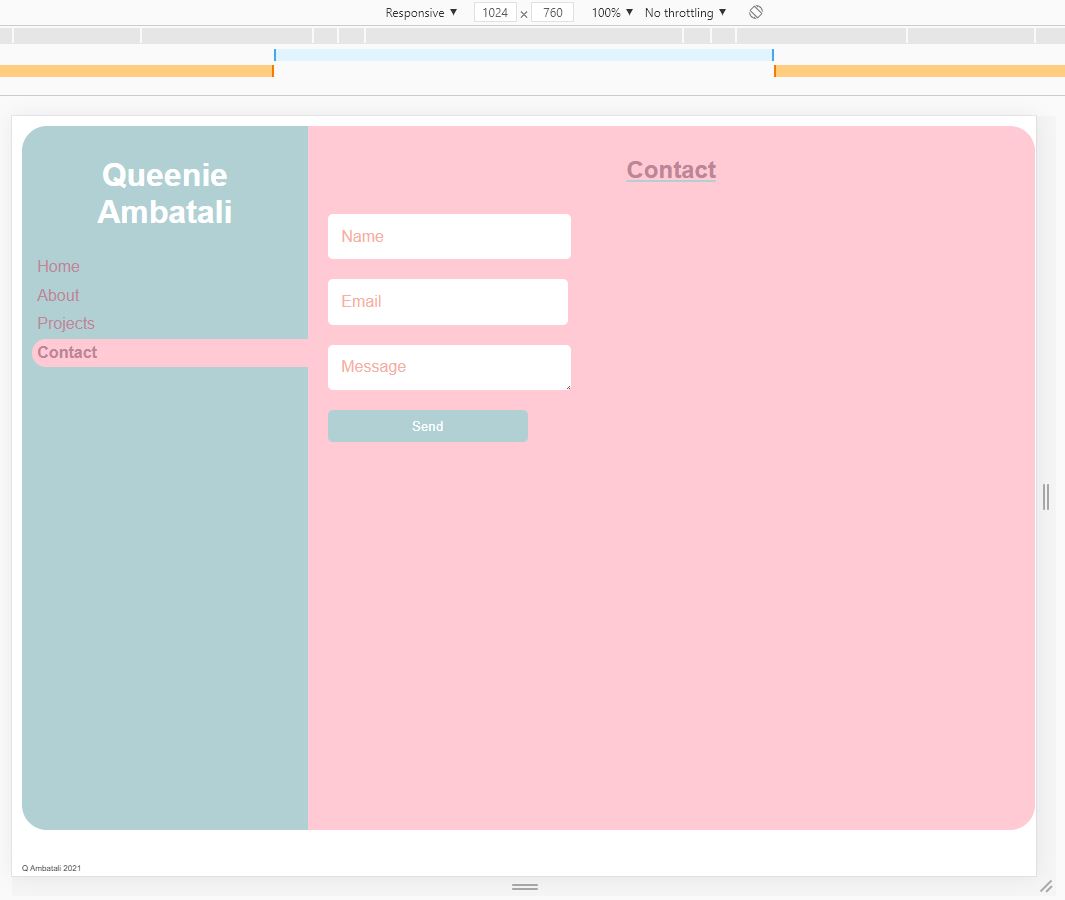 Responsive ▼ 1024 × 760 100% ▼ No throttling ▼
Queenie
Ambatali
Home
About
Projects
Contact
Contact
Name
Email
Message
Send
Q Ambatali 2021